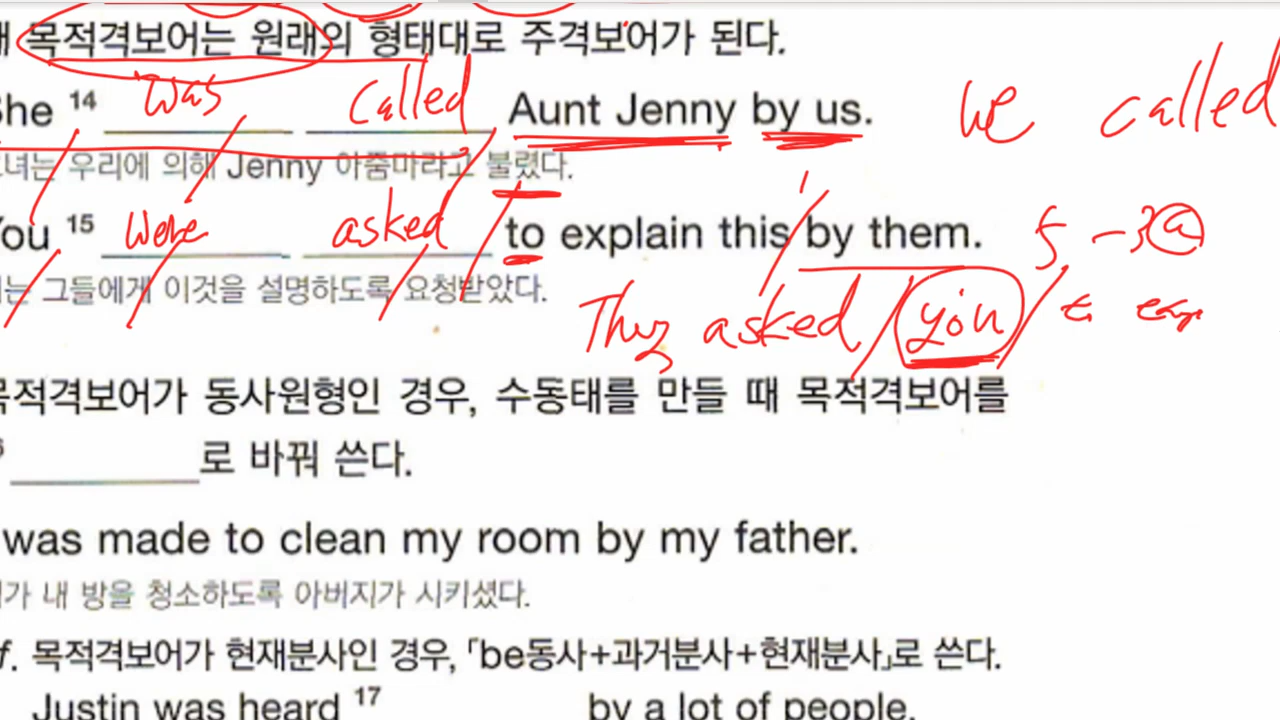 목적격보어는 원래의 형태대로 주격보어가 된다.
She 14 was called Aunt Jenny by us. we called
그녀는 우리에 의해 Jenny 아줌마라고 불렸다.
You 15 were asked to explain this by them. 5 -3
그들에게 이것을 설명하도록 요청받았다.
They asked you to
목적격보어가 동사원형인 경우, 수동태를 만들 때 목적격보어를
로 바꿔 쓴다.
was made to clean my room by my father.
가 내 방을 청소하도록 아버지가 시키셨다.
f. 목적격보어가 현재분사인 경우, 「be동사+과거분사+현재분사」로 쓴다.
Justin was heard 17 by a lot of people.